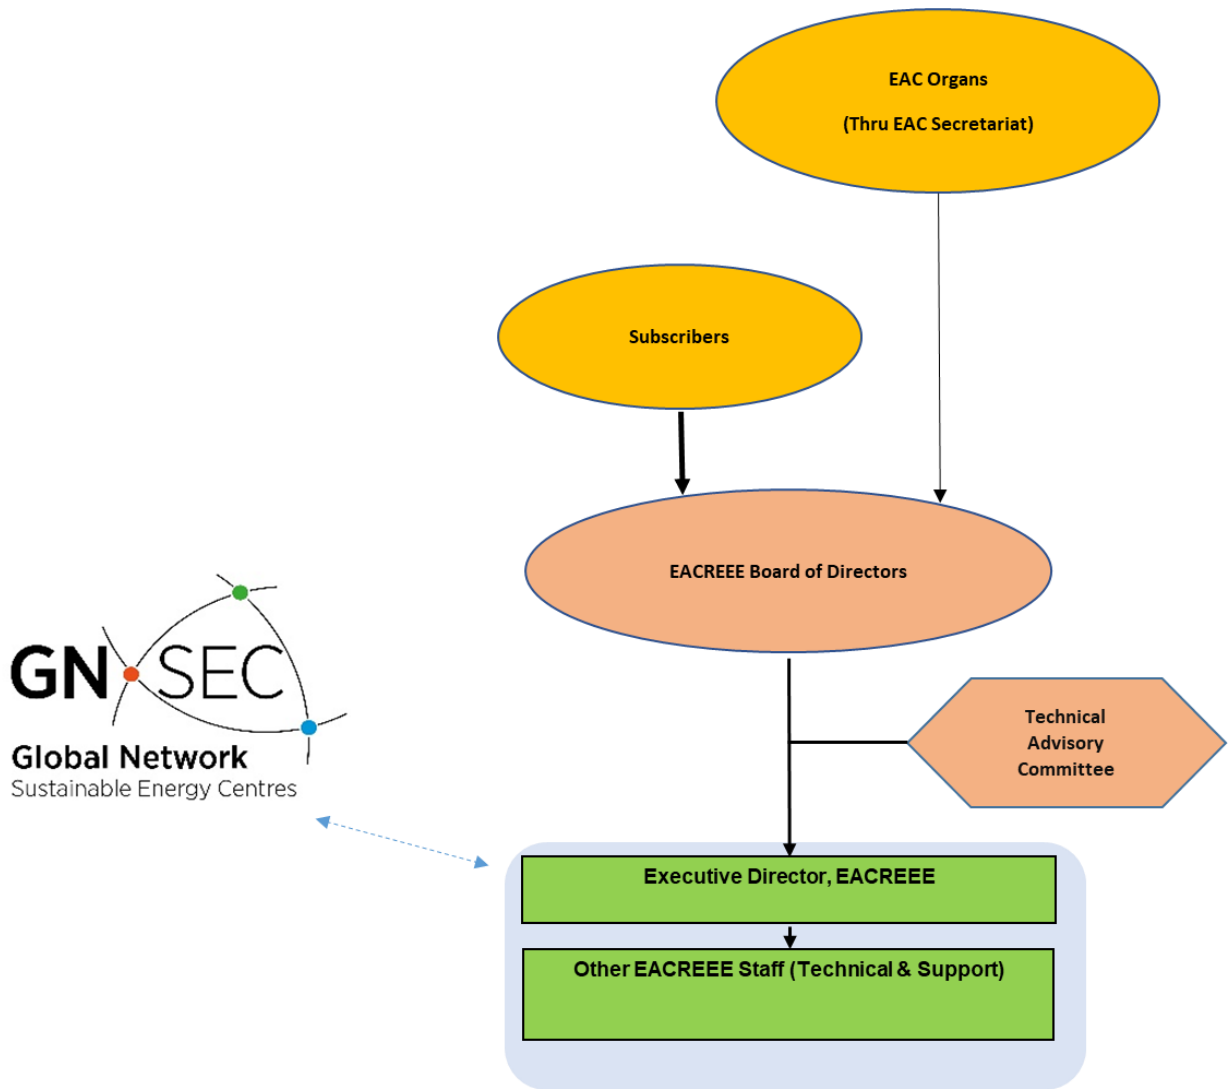 EAC Organs
(Thru EAC Secretariat)
Subscribers
EACREEE Board of Directors
GN SEC
Global Network
Sustainable Energy Centres
Technical
Advisory
Committee
Executive Director, EACREEE
Other EACREEE Staff (Technical & Support)